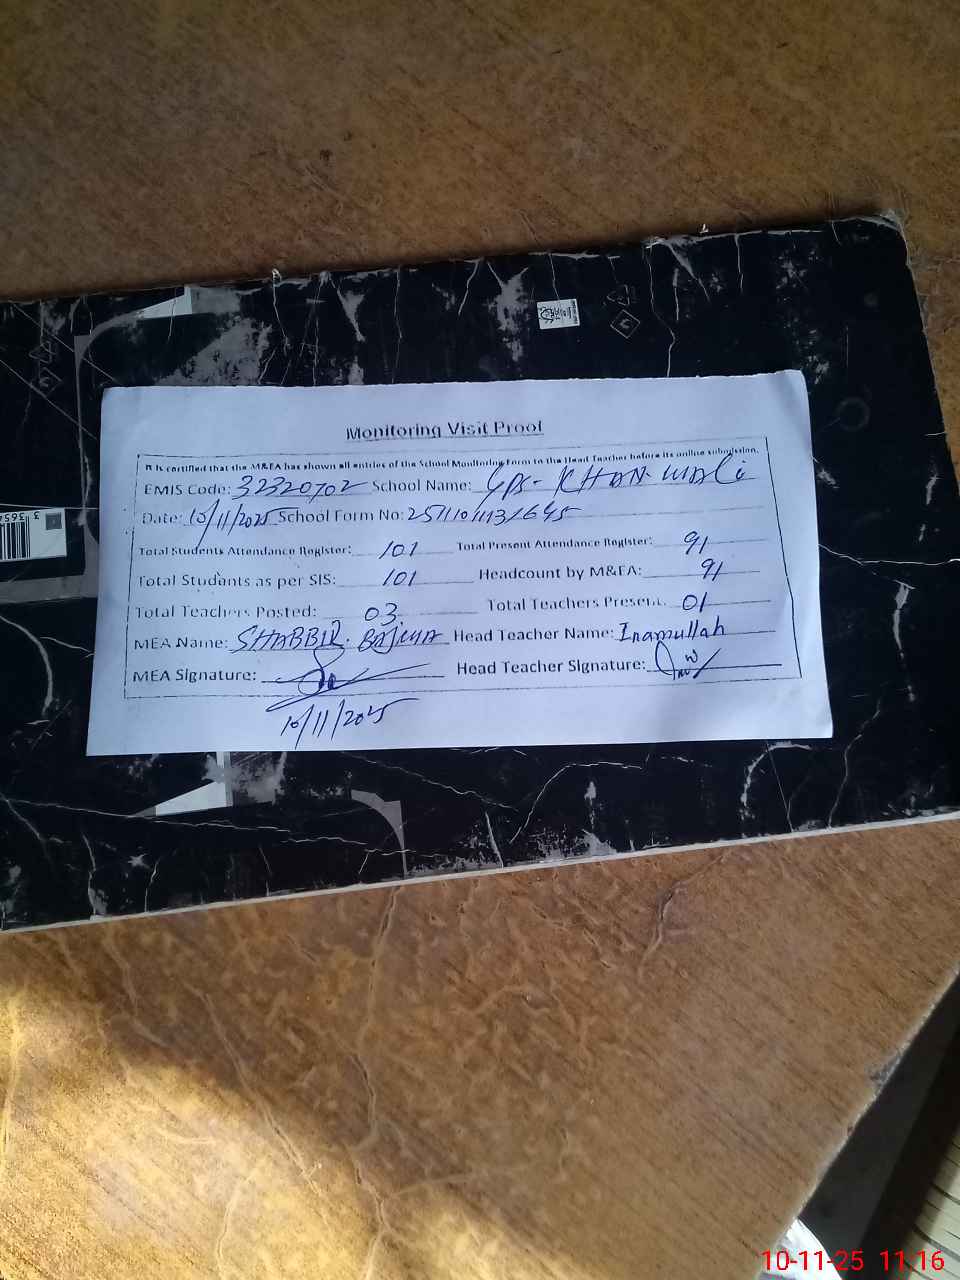 Monitoring Visit Proof
It is certified that the M&EA has shown all entries of the School Monitoring Form to the Head Teacher before its online submission.
EMIS Code: 32320702 School Name: GPS- KHAN WALI
Date: 10/11/2025 School Form No: 25111011131645
Total Students Attendance Register: 101 Total Present Attendance Register: 91
Total Students as per SIS: 101 Headcount by M&EA: 91
Total Teachers Posted: 03 Total Teachers Present: 01
MEA Name: SHABBIR. BAJWA Head Teacher Name: Inamullah
MEA Signature: Head Teacher Signature:
10/11/2025
10-11-25 11:16